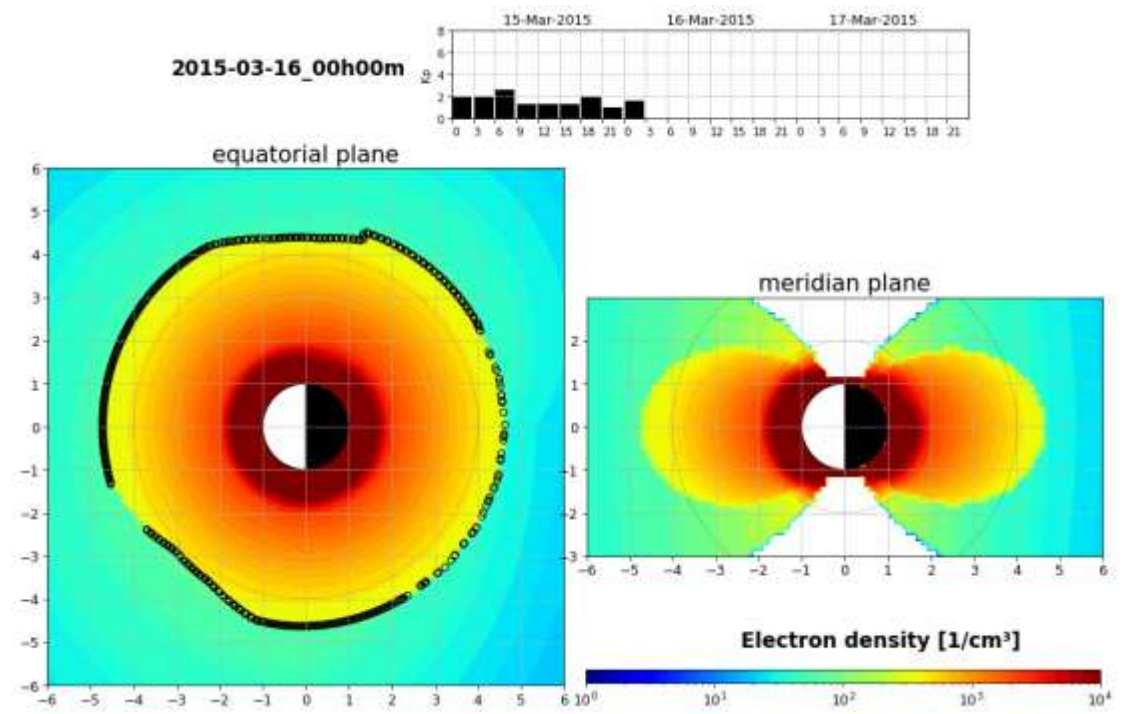 15-Mar-2015 16-Mar-2015 17-Mar-2015
2015-03-16_00h00m
Kp
8
6
4
2
0
0 3 6 9 12 15 18 21 0 3 6 9 12 15 18 21 0 3 6 9 12 15 18 21
equatorial plane
6
5
4
3
2
1
0
−1
−2
−3
−4
−5
−6
−6 −5 −4 −3 −2 −1 0 1 2 3 4 5 6
meridian plane
2
1
0
−1
−2
−3
−6 −5 −4 −3 −2 −1 0 1 2 3 4 5 6
Electron density [1/cm³]
10⁰ 10¹ 10² 10³ 10⁴